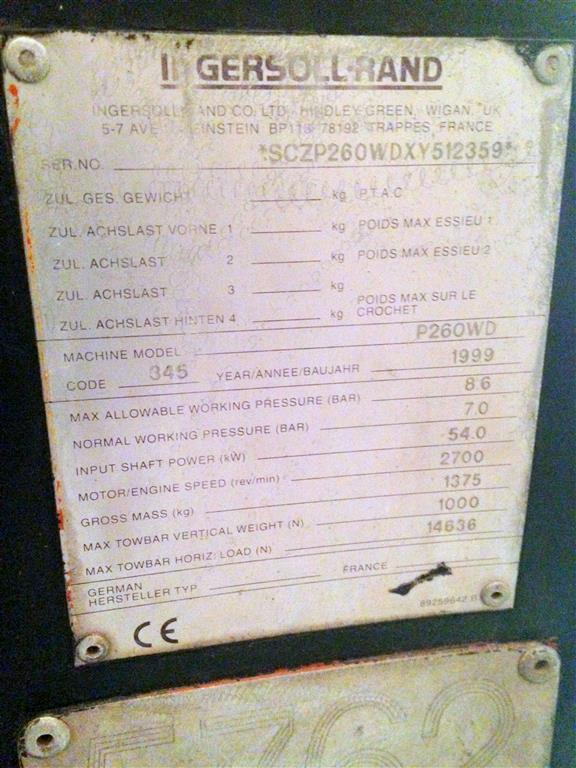 INGERSOLL-RAND
INGERSOLL RAND CO. LTD, HINDLEY GREEN, WIGAN, UK
5-7 AVE EINSTEIN 78192 TRAPPES, FRANCE
SER.NO. *SCZP260WDXY512359*
ZUL. GES. GEWICHT kg P.T.A.C
ZUL. ACHSLAST VORNE 1 kg POIDS MAX ESSIEU 1
ZUL. ACHSLAST 2 kg POIDS MAX ESSIEU 2
ZUL. ACHSLAST 3 kg
ZUL. ACHSLAST HINTEN 4 kg POIDS MAX SUR LE CROCHET
MACHINE MODEL P260WD
CODE 345 YEAR/ANNEE/BAUJAHR 1999
MAX ALLOWABLE WORKING PRESSURE (BAR) 8.6
NORMAL WORKING PRESSURE (BAR) 7.0
INPUT SHAFT POWER (kW) 54.0
MOTOR/ENGINE SPEED (rev/min) 2700
GROSS MASS (kg) 1375
MAX TOWBAR VERTICAL WEIGHT (N) 1000
MAX TOWBAR HORIZ. LOAD (N) 14636
GERMAN HERSTELLER TYP FRANCE
CE